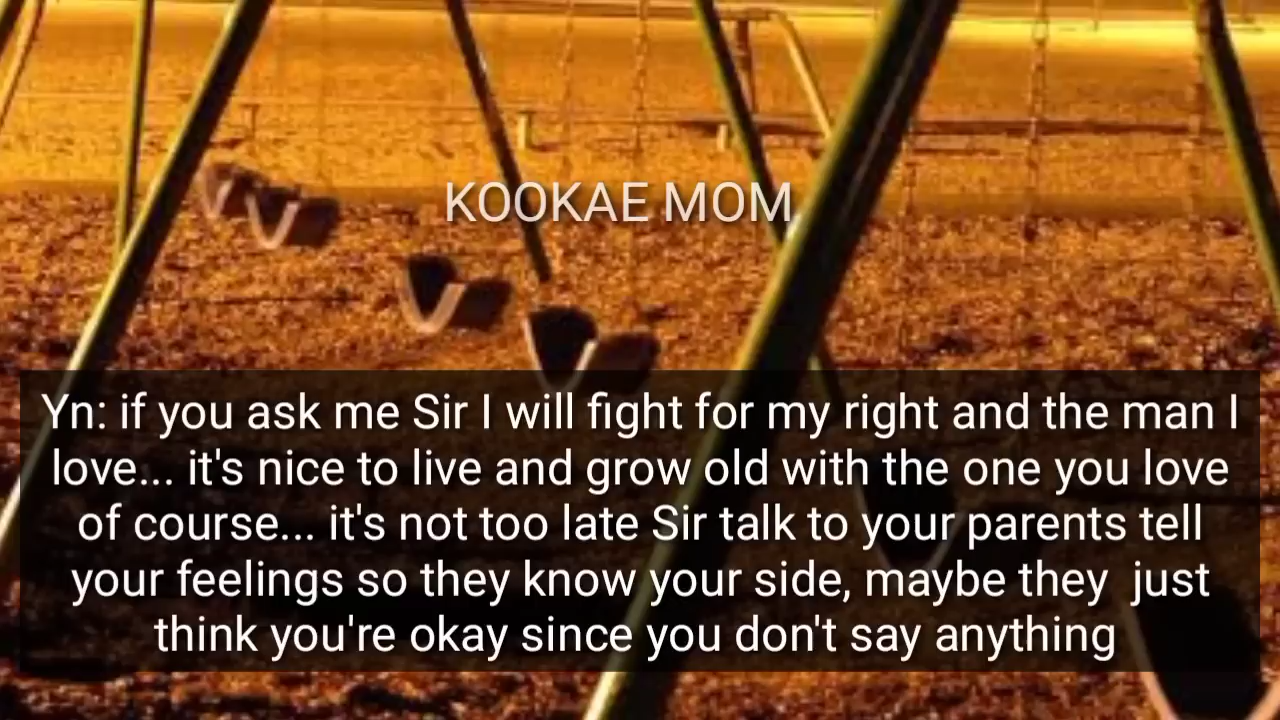 KOOKAE MOM
Yn: if you ask me Sir I will fight for my right and the man I
love... it's nice to live and grow old with the one you love
of course... it's not too late Sir talk to your parents tell
your feelings so they know your side, maybe they  just
think you're okay since you don't say anything